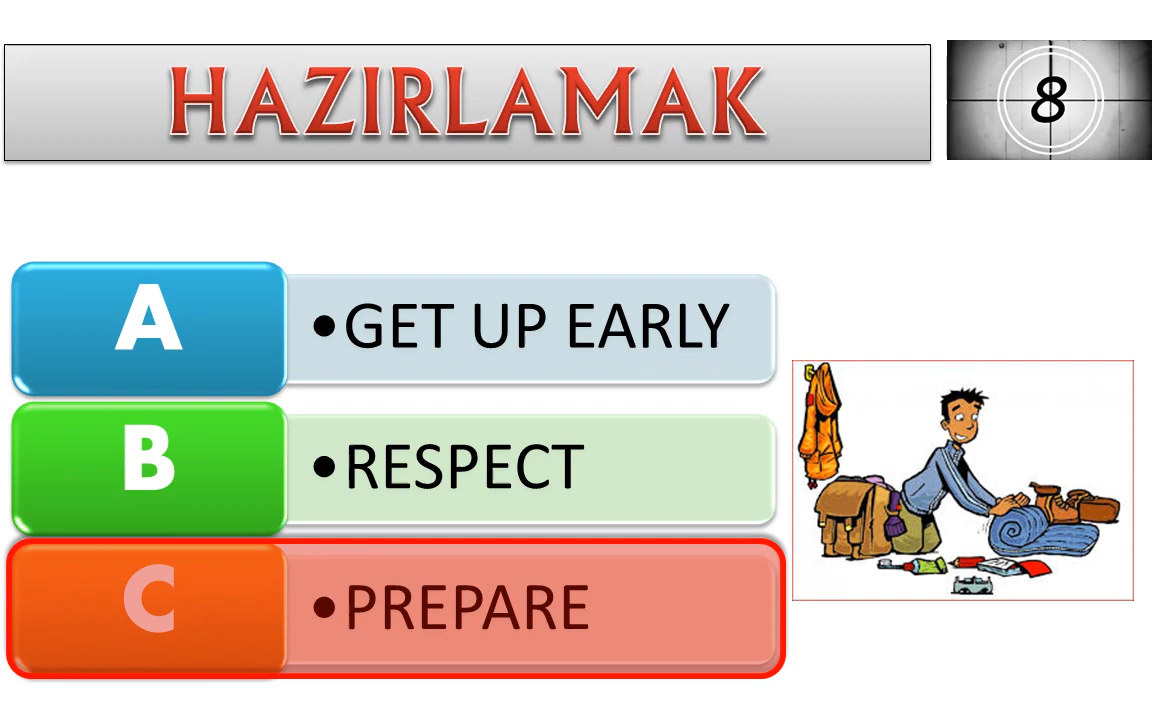 HAZIRLAMAK
8
A
•GET UP EARLY
B
•RESPECT
C
•PREPARE